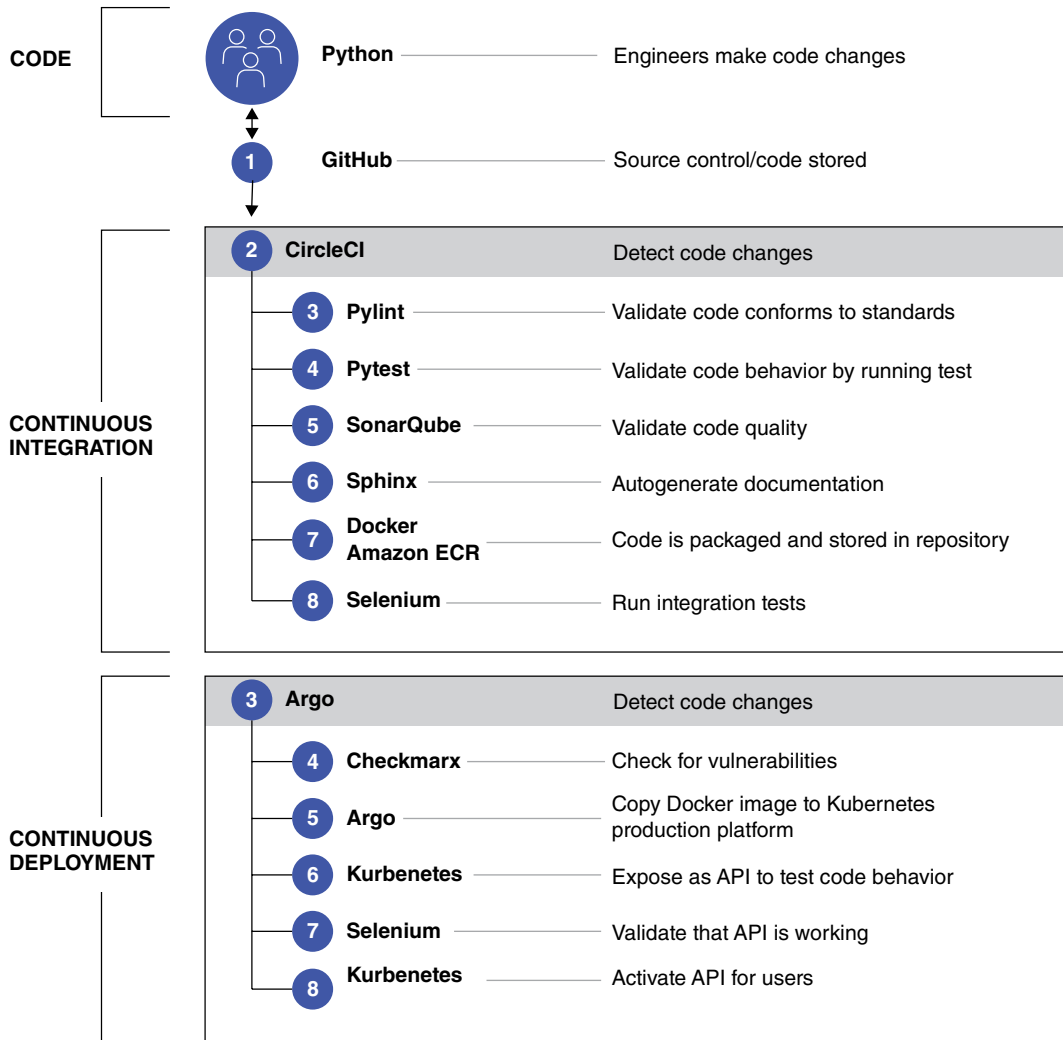 CODE
Python
Engineers make code changes
1
GitHub
Source control/code stored
CONTINUOUS
INTEGRATION
2
CircleCI
Detect code changes
3
Pylint
Validate code conforms to standards
4
Pytest
Validate code behavior by running test
5
SonarQube
Validate code quality
6
Sphinx
Autogenerate documentation
7
Docker
Amazon ECR
Code is packaged and stored in repository
8
Selenium
Run integration tests
CONTINUOUS
DEPLOYMENT
3
Argo
Detect code changes
4
Checkmarx
Check for vulnerabilities
5
Argo
Copy Docker image to Kubernetes
production platform
6
Kurbenetes
Expose as API to test code behavior
7
Selenium
Validate that API is working
8
Kurbenetes
Activate API for users